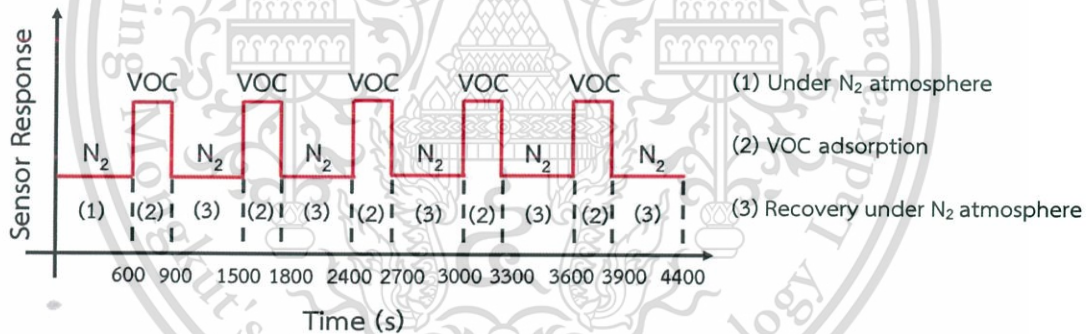 Sensor Response
VOC VOC VOC VOC VOC
N₂ N₂ N₂ N₂ N₂ N₂
(1) (2) (3) (2) (3) (2) (3) (2) (3) (2) (3)
600 900 1500 1800 2400 2700 3000 3300 3600 3900 4400
Time (s)
(1) Under N₂ atmosphere
(2) VOC adsorption
(3) Recovery under N₂ atmosphere